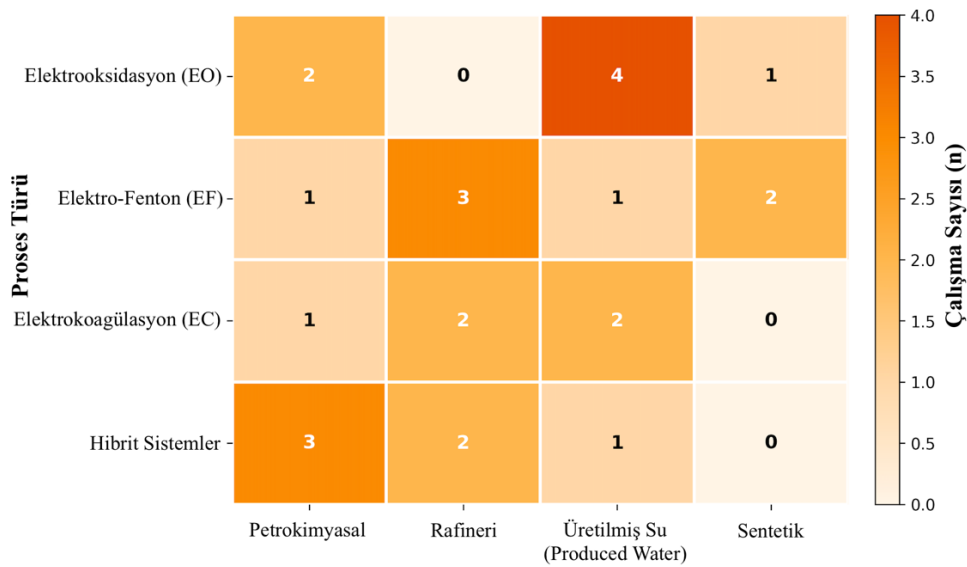 Proses Türü
Elektrooksidasyon (EO)
2 0 4 1
Elektro-Fenton (EF)
1 3 1 2
Elektrokoagülasyon (EC)
1 2 2 0
Hibrit Sistemler
3 2 1 0
Petrokimyasal
Rafineri
Üretilmiş Su
(Produced Water)
Sentetik
4.0
3.5
3.0
2.5
2.0
1.5
1.0
0.5
0.0
Çalışma Sayısı (n)